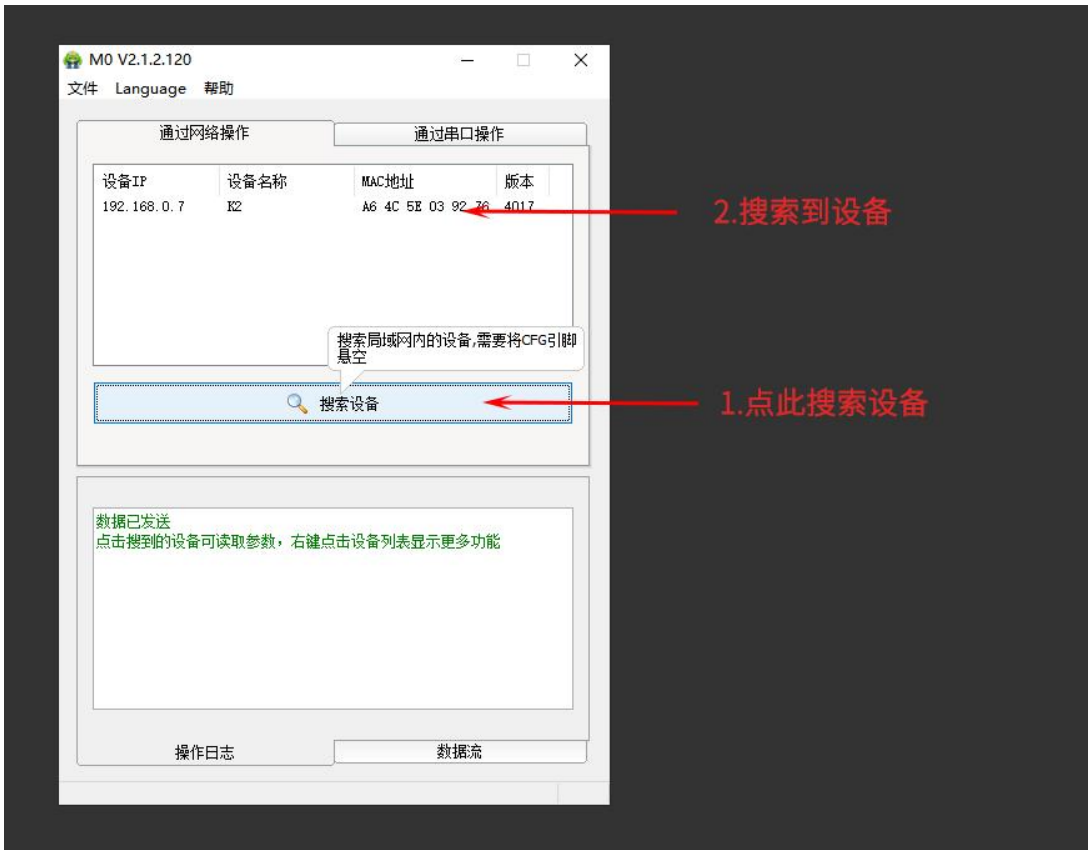 M0 V2.1.2.120
文件 Language 帮助
通过网络操作 通过串口操作
设备IP 设备名称 MAC地址 版本
192.168.0.7 K2 A6 4C 5E 03 92 76 4017
2.搜索到设备
搜索局域网内的设备,需要将CFG引脚
悬空
搜索设备
1.点此搜索设备
数据已发送
点击搜到的设备可读取参数，右键点击设备列表显示更多功能
操作日志 数据流